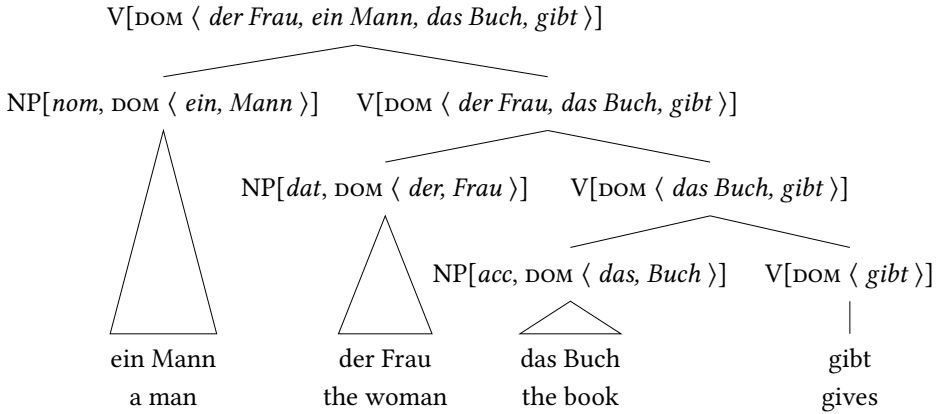 V[DOM ⟨ der Frau, ein Mann, das Buch, gibt ⟩]
NP[nom, DOM ⟨ ein, Mann ⟩] V[DOM ⟨ der Frau, das Buch, gibt ⟩]
NP[dat, DOM ⟨ der, Frau ⟩] V[DOM ⟨ das Buch, gibt ⟩]
NP[acc, DOM ⟨ das, Buch ⟩] V[DOM ⟨ gibt ⟩]
ein Mann der Frau das Buch gibt
a man the woman the book gives